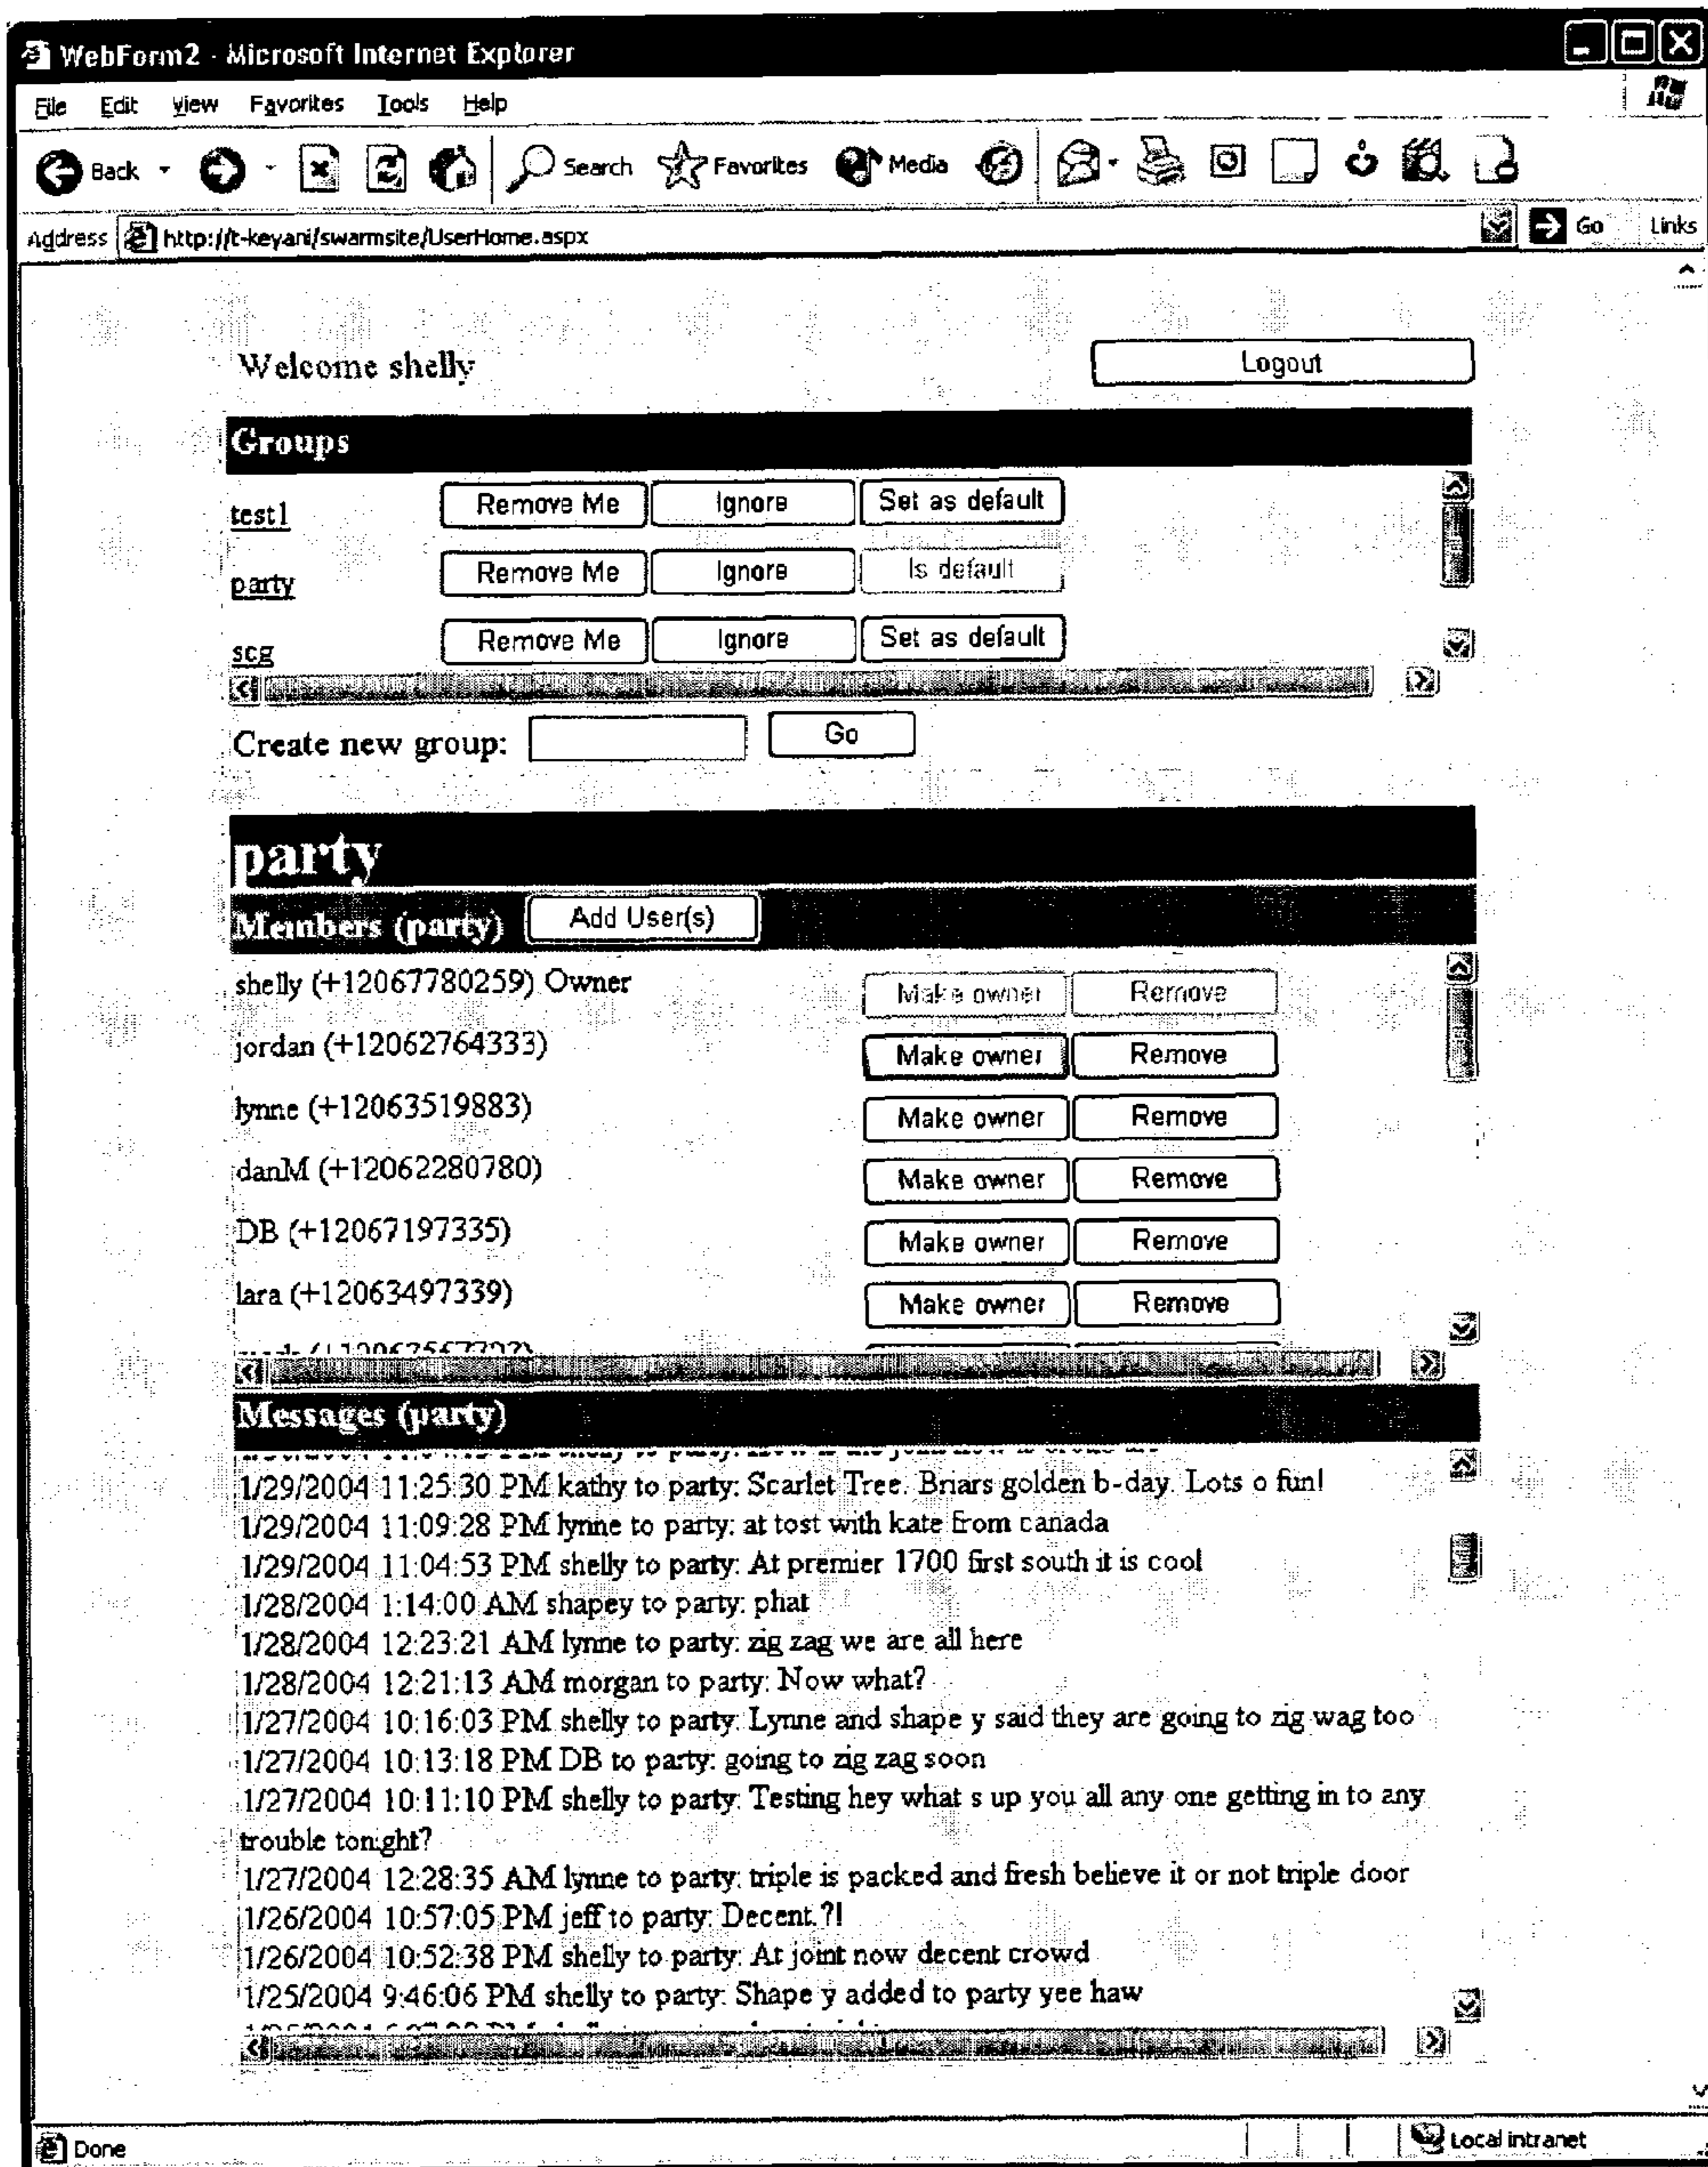 WebForm2 - Microsoft Internet Explorer
File Edit View Favorites Tools Help
Back Search Favorites Media
Address http://t-keyani/swarmsite/UserHome.aspx Go Links
Welcome shelly Logout
Groups
test1 Remove Me Ignore Set as default
party Remove Me Ignore Is default
scg Remove Me Ignore Set as default
Create new group: Go
party
Members (party) Add User(s)
shelly (+12067780259) Owner Make owner Remove
jordan (+12062764333) Make owner Remove
lynne (+12063519883) Make owner Remove
danM (+12062280780) Make owner Remove
DB (+12067197335) Make owner Remove
lara (+12063497339) Make owner Remove
Messages (party)
1/29/2004 11:25:30 PM kathy to party: Scarlet Tree. Briars golden b-day. Lots o fun!
1/29/2004 11:09:28 PM lynne to party: at tost with kate from canada
1/29/2004 11:04:53 PM shelly to party: At premier 1700 first south it is cool
1/28/2004 1:14:00 AM shapey to party: phat
1/28/2004 12:23:21 AM lynne to party: zig zag we are all here
1/28/2004 12:21:13 AM morgan to party: Now what?
1/27/2004 10:16:03 PM shelly to party: Lynne and shape y said they are going to zig wag too
1/27/2004 10:13:18 PM DB to party: going to zig zag soon
1/27/2004 10:11:10 PM shelly to party: Testing hey what s up you all any one getting in to any
trouble tonight?
1/27/2004 12:28:35 AM lynne to party: triple is packed and fresh believe it or not triple door
1/26/2004 10:57:05 PM jeff to party: Decent.?!
1/26/2004 10:52:38 PM shelly to party: At joint now decent crowd
1/25/2004 9:46:06 PM shelly to party: Shape y added to party yee haw
Done Local intranet